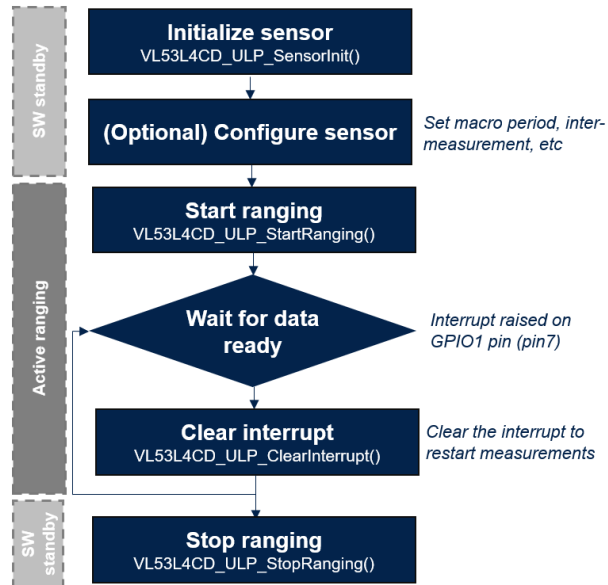 SW standby
Initialize sensor
VL53L4CD_ULP_SensorInit()
(Optional) Configure sensor
Set macro period, inter-
measurement, etc
Active ranging
Start ranging
VL53L4CD_ULP_StartRanging()
Wait for data
ready
Interrupt raised on
GPIO1 pin (pin7)
Clear interrupt
VL53L4CD_ULP_ClearInterrupt()
Clear the interrupt to
restart measurements
SW
standby
Stop ranging
VL53L4CD_ULP_StopRanging()